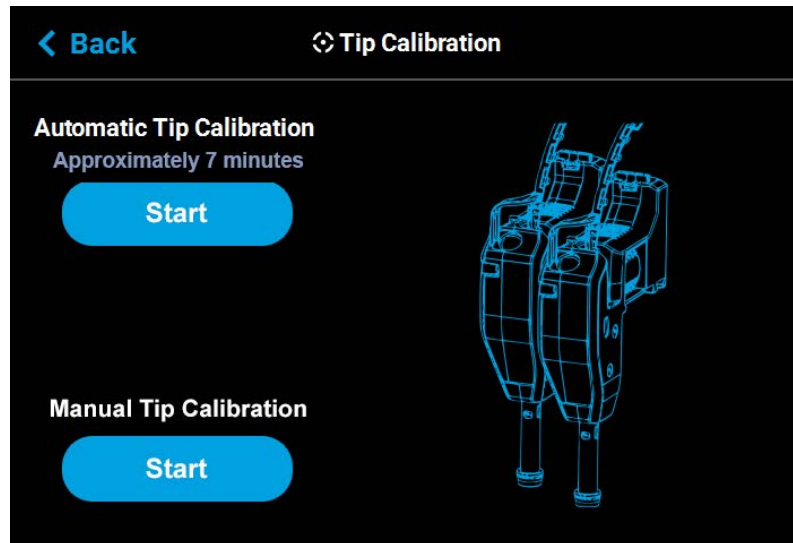 Back
Tip Calibration
Automatic Tip Calibration
Approximately 7 minutes
Start
Manual Tip Calibration
Start